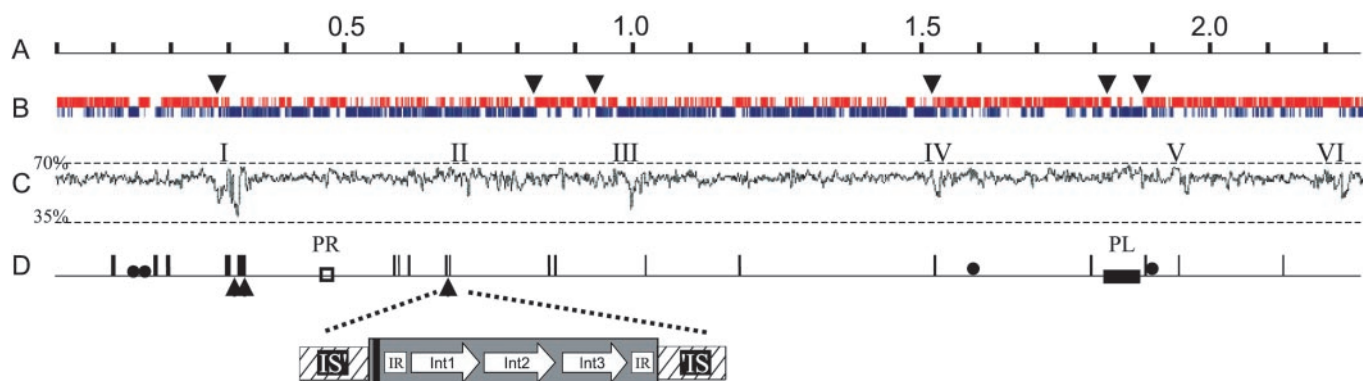 0.5 1.0 1.5 2.0
A
B
I II III IV V VI
70%
C
35%
PR PL
D
IS IR Int1 Int2 Int3 IR IS